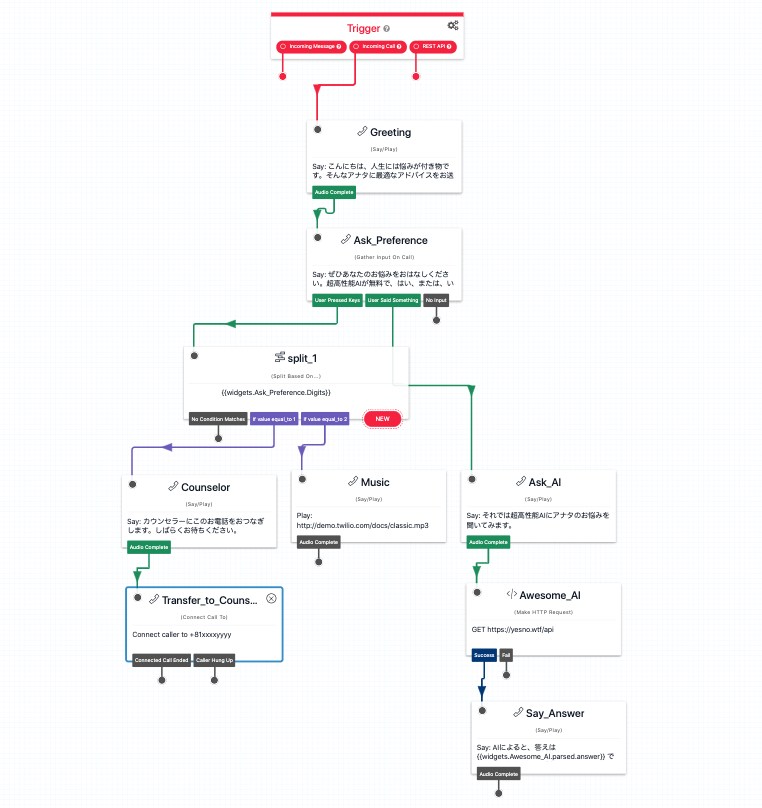 Trigger
Incoming Message
Incoming Call
REST API
Greeting
(Say/Play)
Say: こんにちは、人生には悩みが付き物で
す。そんなアナタに最適なアドバイスをお送
Audio Complete
Ask_Preference
(Gather Input On Call)
Say: ぜひあなたのお悩みをおはなしくださ
い。超高性能AIが無料で、はい、または、い
User Pressed Keys
User Said Something
No Input
split_1
(Split Based On...)
{{widgets.Ask_Preference.Digits}}
No Condition Matches
If value equal_to 1
If value equal_to 2
NEW
Counselor
(Say/Play)
Say: カウンセラーにこのお電話をおつなぎ
します。しばらくお待ちください。
Audio Complete
Music
(Say/Play)
Play:
http://demo.twilio.com/docs/classic.mp3
Audio Complete
Ask_AI
(Say/Play)
Say: それでは超高性能AIにアナタのお悩みを
聞いてみます。
Audio Complete
Transfer_to_Couns...
(Connect Call To)
Connect caller to +81xxxxyyyy
Connected Call Ended
Caller Hung Up
Awesome_AI
(Make HTTP Request)
GET https://yesno.wtf/api
Success
Fail
Say_Answer
(Say/Play)
Say: AIによると、答えは
{{widgets.Awesome_AI.parsed.answer}} で
Audio Complete